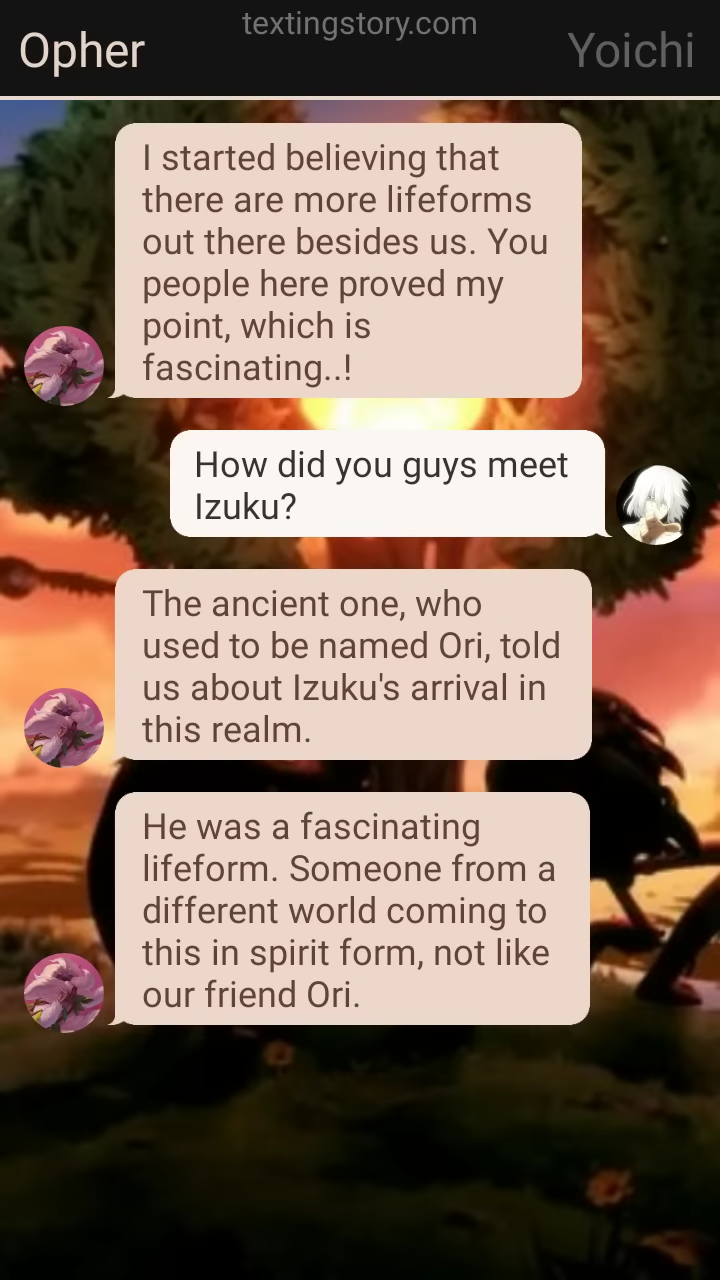 textingstory.com
Opher
Yoichi
I started believing that
there are more lifeforms
out there besides us. You
people here proved my
point, which is
fascinating..!
How did you guys meet
Izuku?
The ancient one, who
used to be named Ori, told
us about Izuku's arrival in
this realm.
He was a fascinating
lifeform. Someone from a
different world coming to
this in spirit form, not like
our friend Ori.